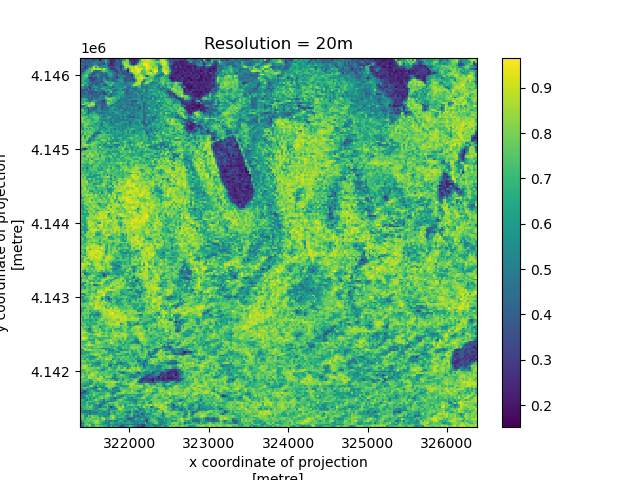 Resolution = 20m
1e6
4.146
4.145
4.144
4.143
4.142
y coordinate of projection
[metre]
322000 323000 324000 325000 326000
x coordinate of projection
[metre]
0.9
0.8
0.7
0.6
0.5
0.4
0.3
0.2